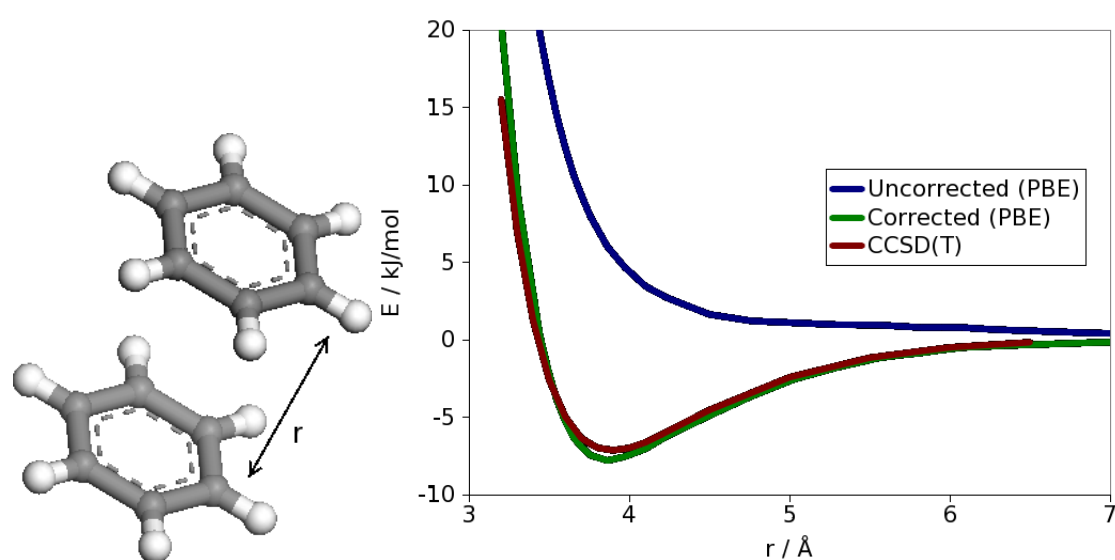 r
E / kJ/mol
20
15
10
5
0
-5
-10
3
4
5
6
7
r / Å
Uncorrected (PBE)
Corrected (PBE)
CCSD(T)